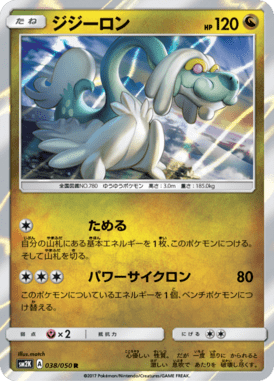 たね ジジーロン HP 120
全国図鑑No.780 ゆうゆうポケモン 高さ:3.0m 重さ:185.0kg
ためる
自分の山札にある基本エネルギーを1枚、このポケモンにつける。
そして山札を切る。
パワーサイクロン 80
このポケモンについているエネルギーを1個、ベンチポケモンにつけ替える。
弱点 ×2 抵抗力 にげる
illus.match
SM2K A 038/050 R
©2017 Pokémon/Nintendo/Creatures/GAME FREAK.